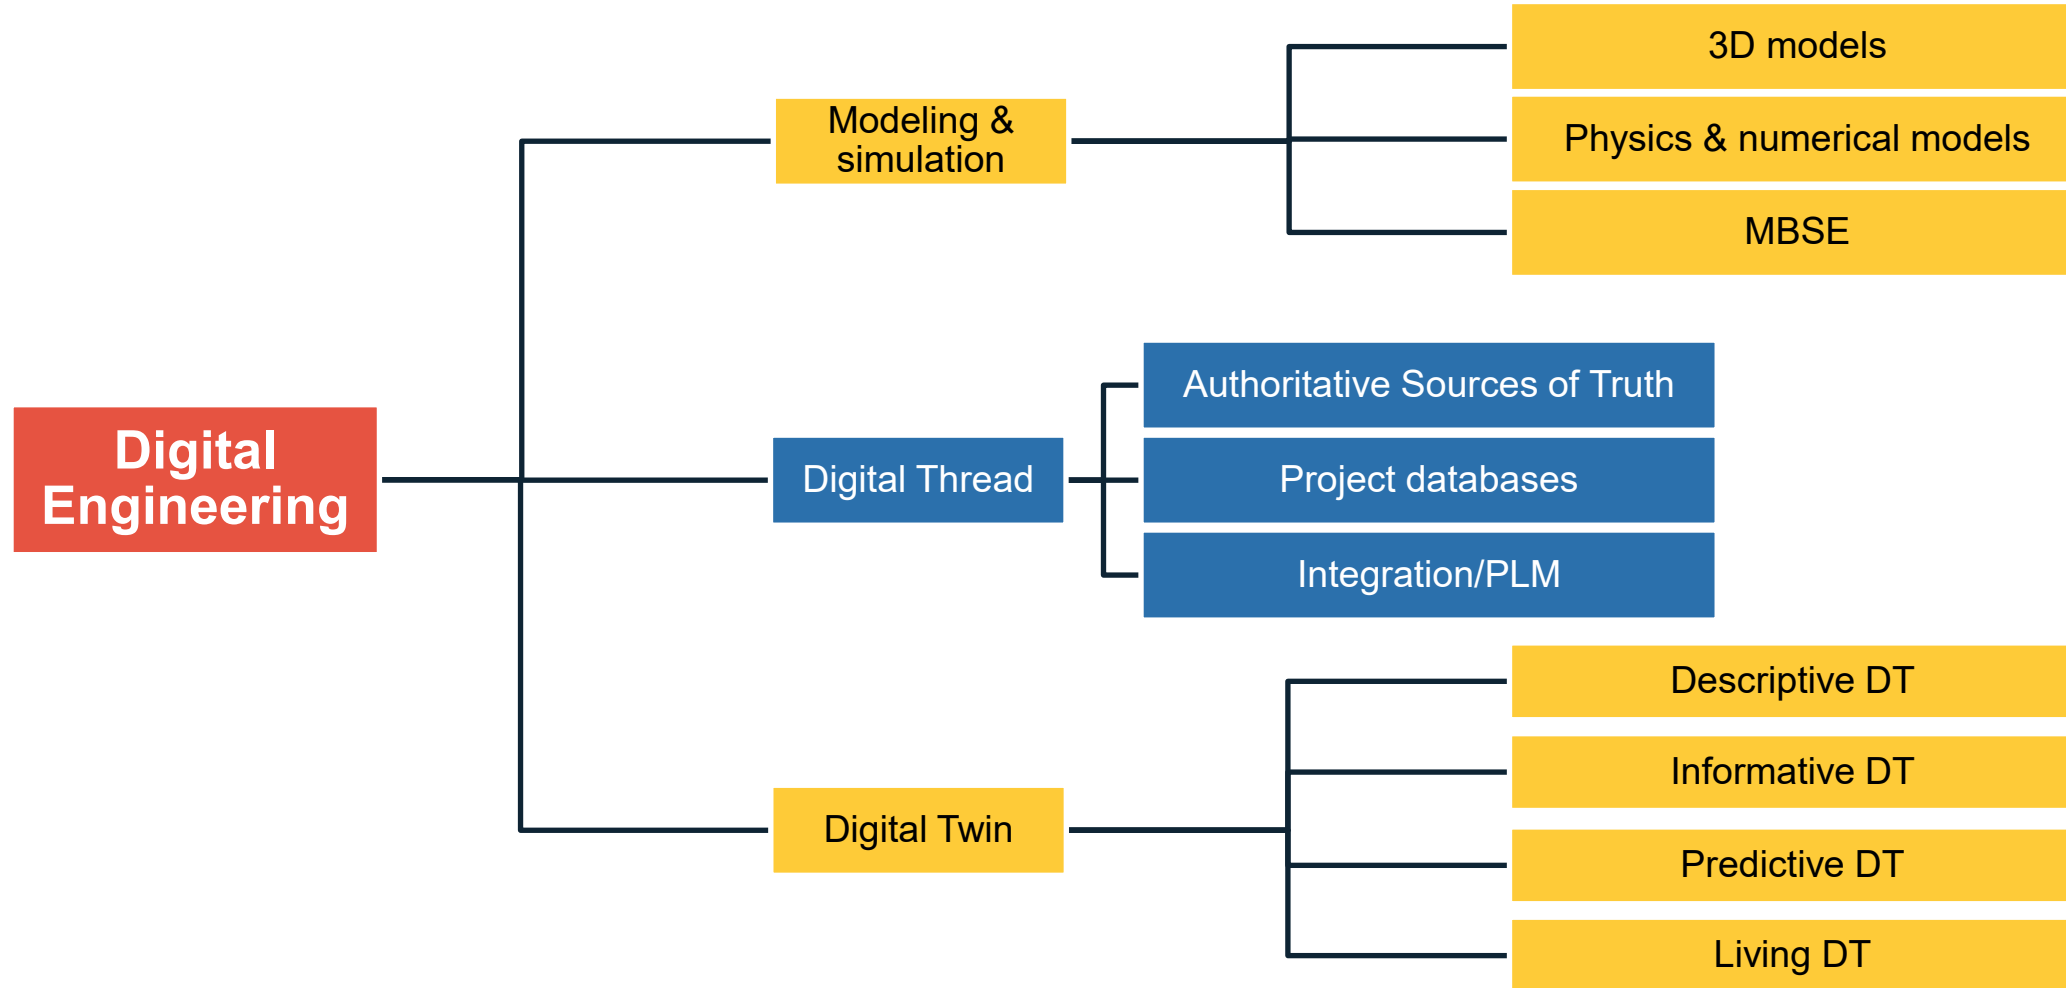 Digital
Engineering
Modeling &
simulation
3D models
Physics & numerical models
MBSE
Digital Thread
Authoritative Sources of Truth
Project databases
Integration/PLM
Digital Twin
Descriptive DT
Informative DT
Predictive DT
Living DT